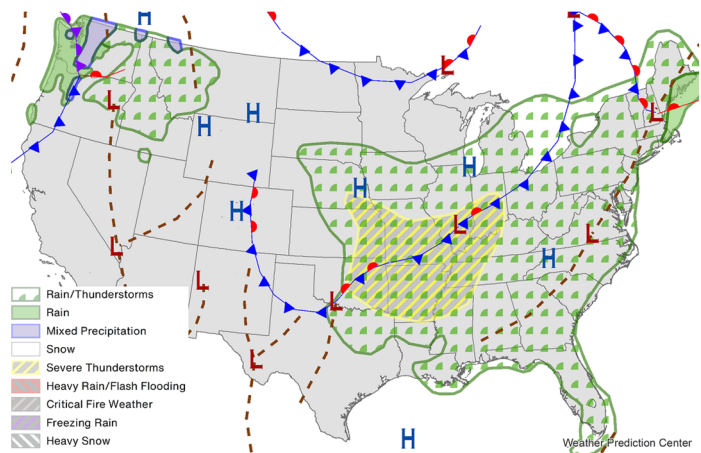 H
L
L
H
H
H
H
L
H
L
L
H
L
L
L
L
H
Rain/Thunderstorms
Rain
Mixed Precipitation
Snow
Severe Thunderstorms
Heavy Rain/Flash Flooding
Critical Fire Weather
Freezing Rain
Heavy Snow
Weather Prediction Center